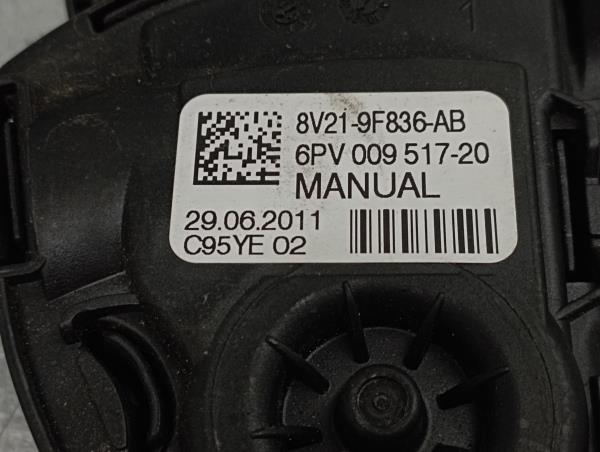 8V21-9F836-AB
6PV 009 517-20
MANUAL
29.06.2011
C95YE 02